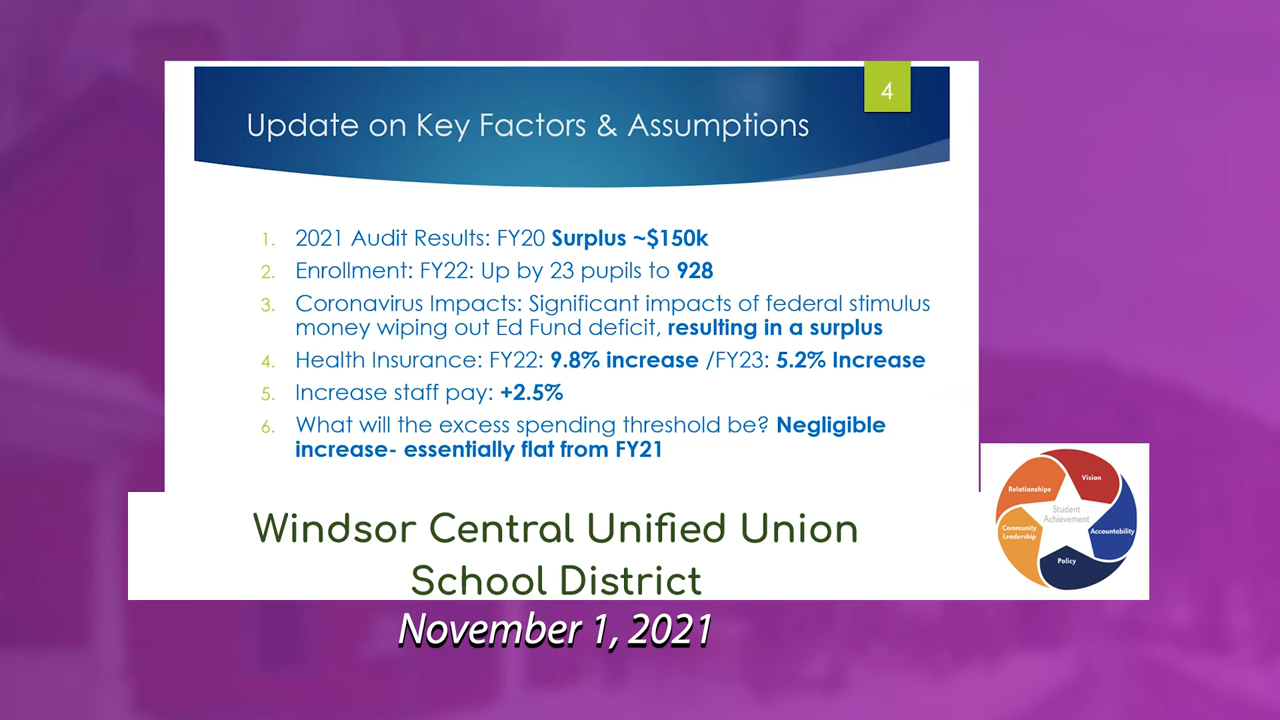 4
Update on Key Factors & Assumptions
1. 2021 Audit Results: FY20 Surplus ~$150k
2. Enrollment: FY22: Up by 23 pupils to 928
3. Coronavirus Impacts: Significant impacts of federal stimulus
money wiping out Ed Fund deficit, resulting in a surplus
4. Health Insurance: FY22: 9.8% increase /FY23: 5.2% Increase
5. Increase staff pay: +2.5%
6. What will the excess spending threshold be? Negligible
increase- essentially flat from FY21
Windsor Central Unified Union
School District
November 1, 2021
Relationships
Vision
Student
Achievement
Community
Leadership
Accountability
Policy